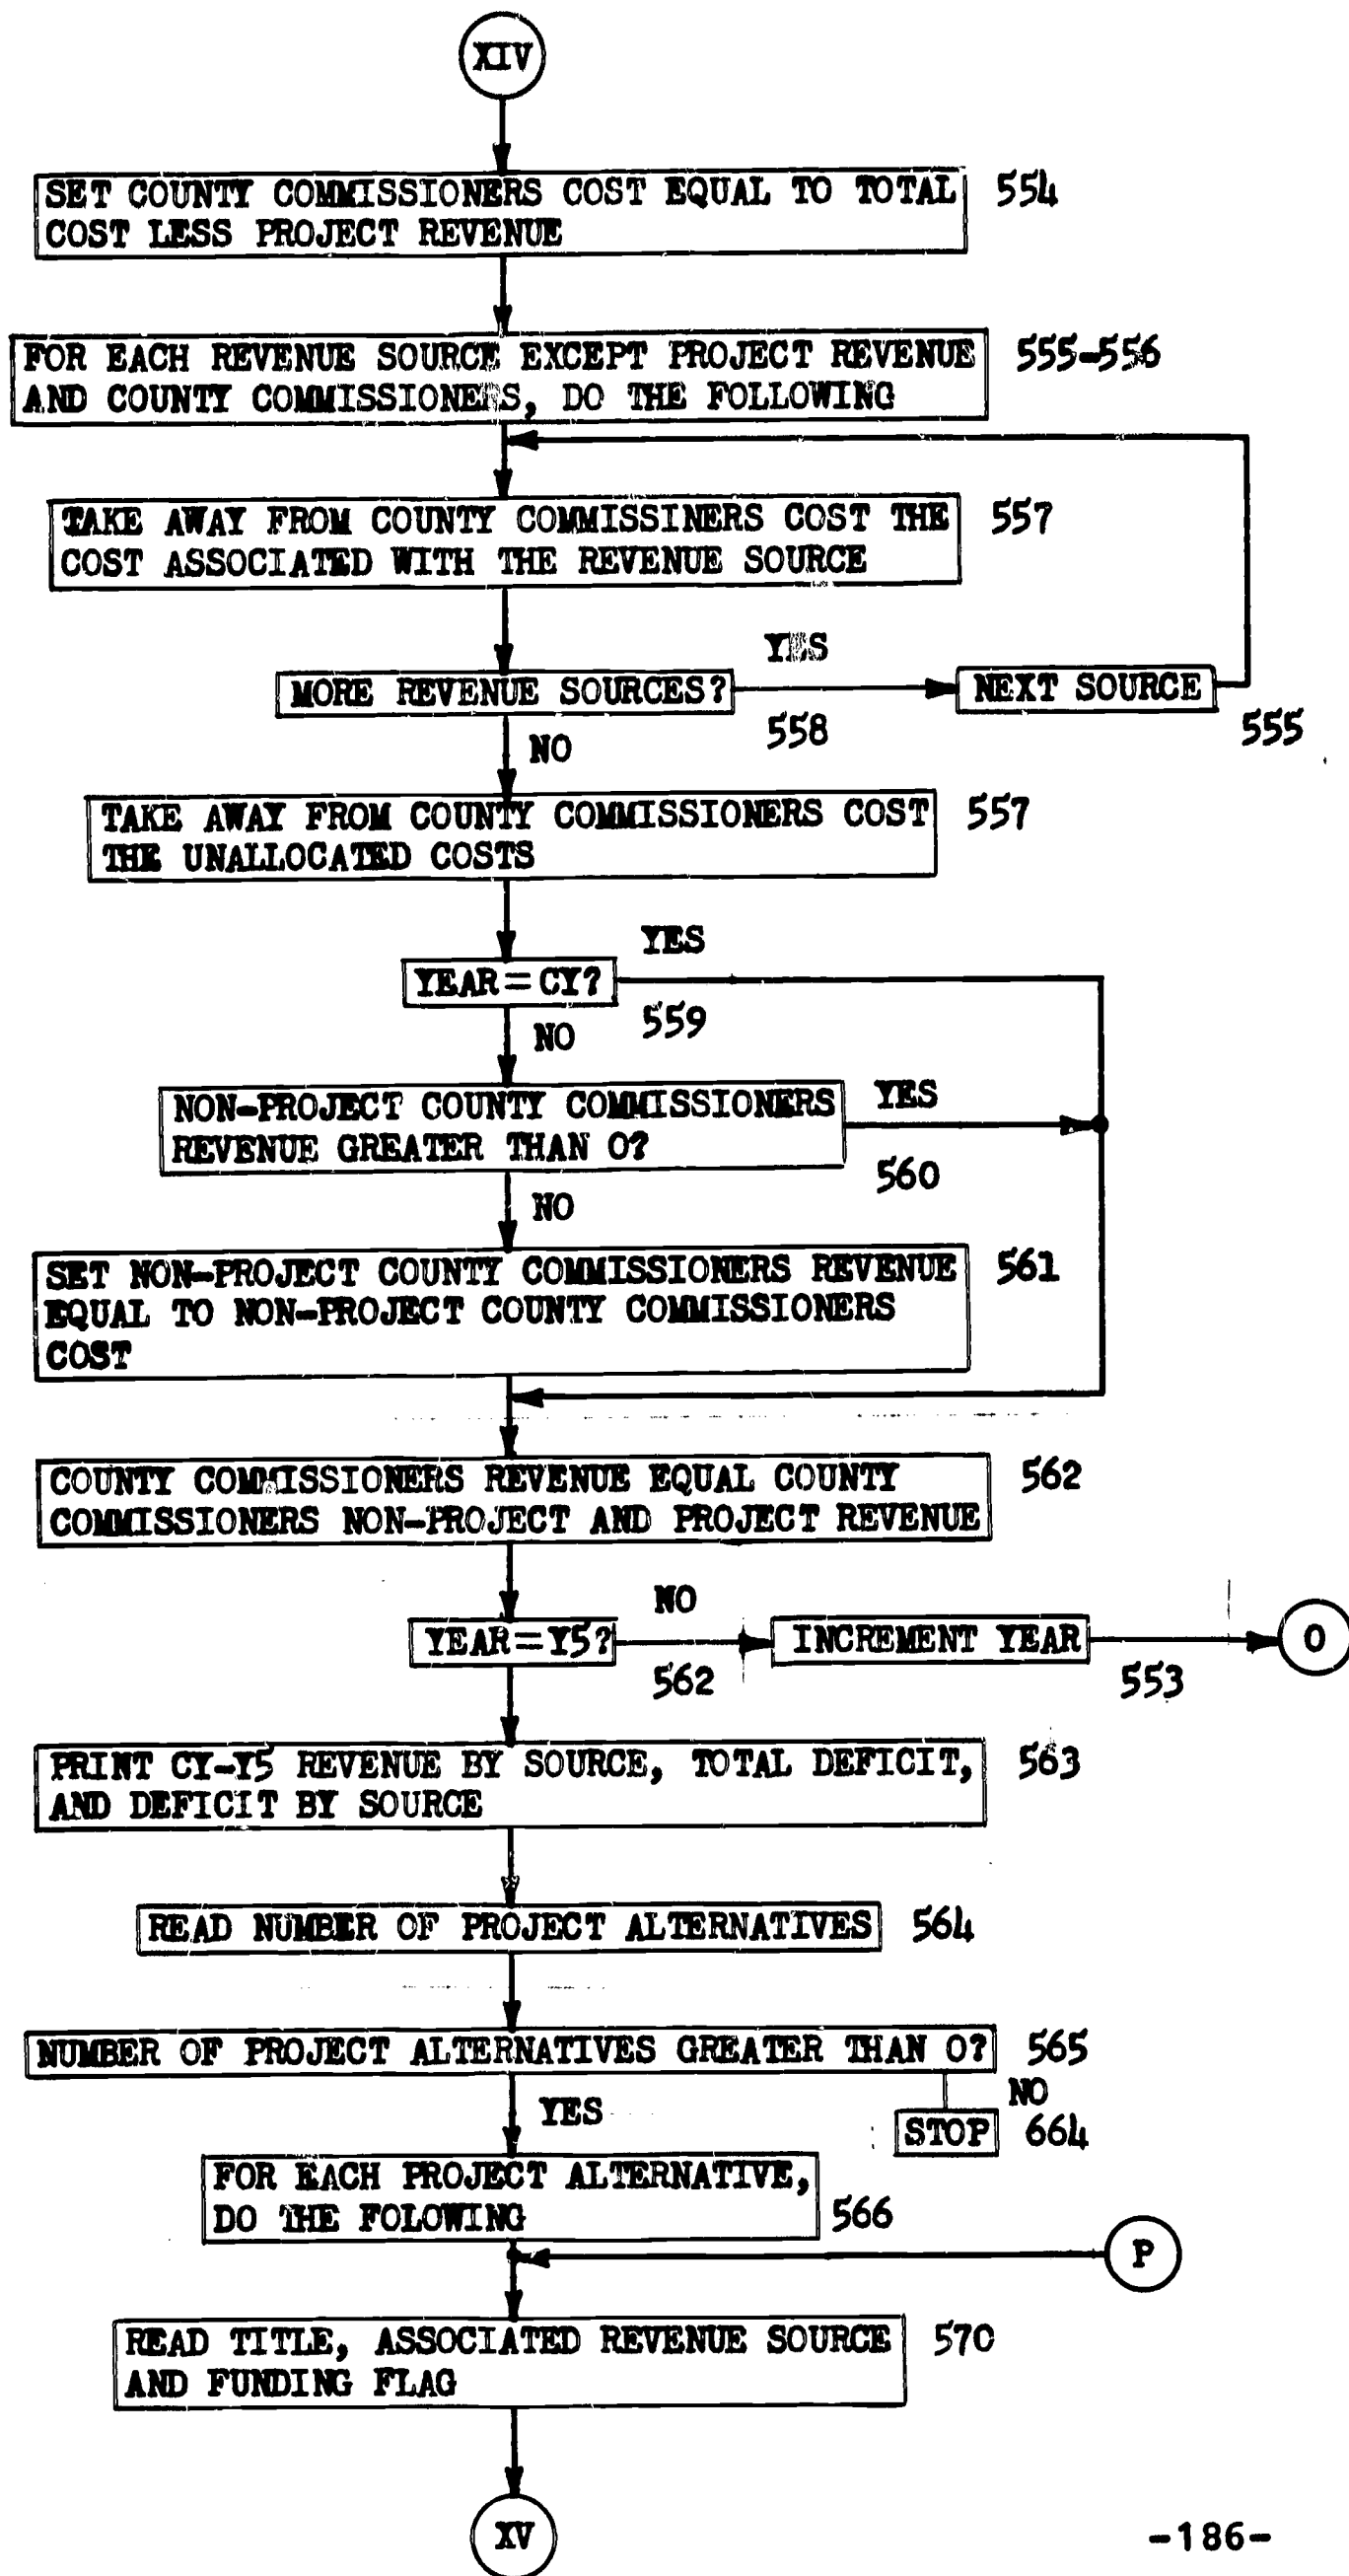 XIV
SET COUNTY COMMISSIONERS COST EQUAL TO TOTAL
COST LESS PROJECT REVENUE
554
FOR EACH REVENUE SOURCE EXCEPT PROJECT REVENUE
AND COUNTY COMMISSIONERS, DO THE FOLLOWING
555-556
TAKE AWAY FROM COUNTY COMMISSINERS COST THE
COST ASSOCIATED WITH THE REVENUE SOURCE
557
MORE REVENUE SOURCES?
YES
558
NEXT SOURCE
555
NO
TAKE AWAY FROM COUNTY COMMISSIONERS COST
THE UNALLOCATED COSTS
557
YEAR=CY?
YES
559
NO
NON-PROJECT COUNTY COMMISSIONERS
REVENUE GREATER THAN 0?
YES
560
NO
SET NON-PROJECT COUNTY COMMISSIONERS REVENUE
EQUAL TO NON-PROJECT COUNTY COMMISSIONERS
COST
561
COUNTY COMMISSIONERS REVENUE EQUAL COUNTY
COMMISSIONERS NON-PROJECT AND PROJECT REVENUE
562
YEAR=Y5?
NO
562
INCREMENT YEAR
553
O
PRINT CY-Y5 REVENUE BY SOURCE, TOTAL DEFICIT,
AND DEFICIT BY SOURCE
563
READ NUMBER OF PROJECT ALTERNATIVES
564
NUMBER OF PROJECT ALTERNATIVES GREATER THAN 0?
565
NO
STOP
664
YES
FOR EACH PROJECT ALTERNATIVE,
DO THE FOLOWING
566
P
READ TITLE, ASSOCIATED REVENUE SOURCE
AND FUNDING FLAG
570
XV
-186-